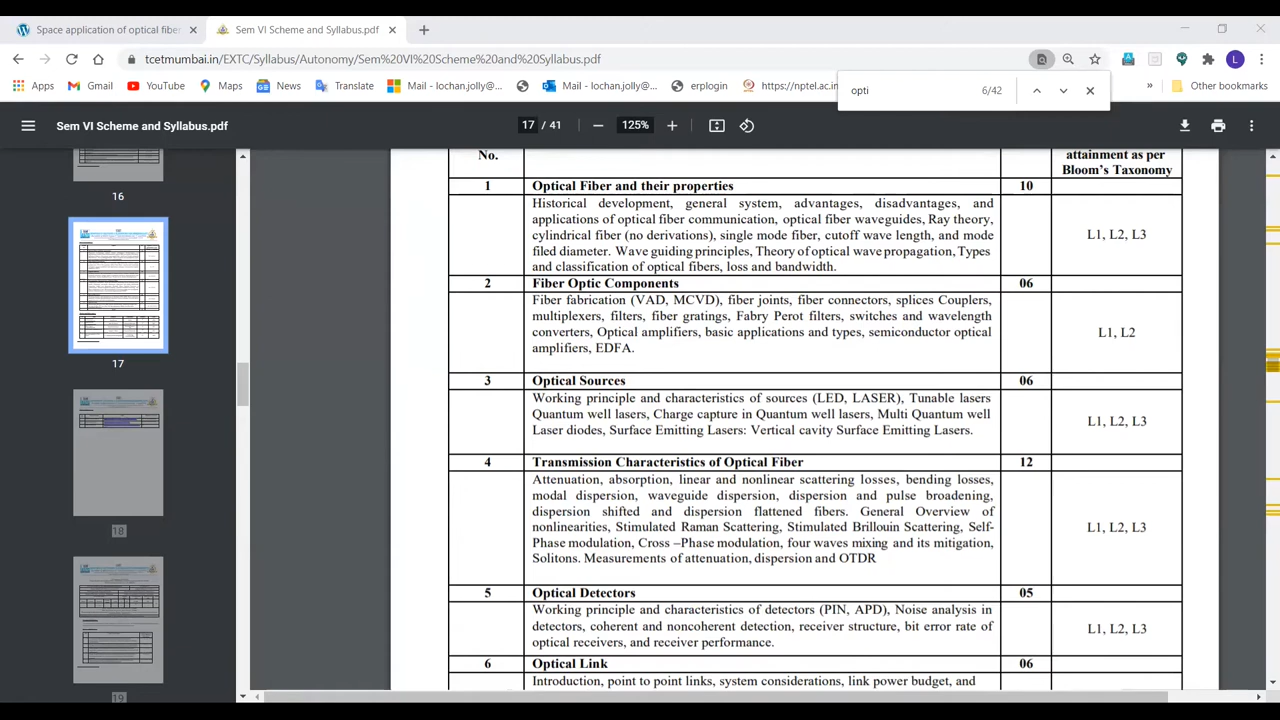 Space application of optical fiber
Sem VI Scheme and Syllabus.pdf
tcetmumbai.in/EXTC/Syllabus/Autonomy/Sem%20VI%20Scheme%20and%20Syllabus.pdf
L
Apps
YouTube
Maps
News
Translate
Mail - lochan.jolly@...
Mail - lochan.jolly@...
erplogin
https://nptel.ac.in
»
Other bookmarks
opti
6/42
Sem VI Scheme and Syllabus.pdf
17 / 41
125%
16
17
18
19
No.
attainment as per
Bloom's Taxonomy
1 Optical Fiber and their properties 10
Historical development, general system, advantages, disadvantages, and
applications of optical fiber communication, optical fiber waveguides, Ray theory,
cylindrical fiber (no derivations), single mode fiber, cutoff wave length, and mode
filed diameter. Wave guiding principles, Theory of optical wave propagation, Types
and classification of optical fibers, loss and bandwidth.
L1, L2, L3
2 Fiber Optic Components 06
Fiber fabrication (VAD, MCVD), fiber joints, fiber connectors, splices Couplers,
multiplexers, filters, fiber gratings, Fabry Perot filters, switches and wavelength
converters, Optical amplifiers, basic applications and types, semiconductor optical
amplifiers, EDFA.
L1, L2
3 Optical Sources 06
Working principle and characteristics of sources (LED, LASER), Tunable lasers
Quantum well lasers, Charge capture in Quantum well lasers, Multi Quantum well
Laser diodes, Surface Emitting Lasers: Vertical cavity Surface Emitting Lasers.
L1, L2, L3
4 Transmission Characteristics of Optical Fiber 12
Attenuation, absorption, linear and nonlinear scattering losses, bending losses,
modal dispersion, waveguide dispersion, dispersion and pulse broadening,
dispersion shifted and dispersion flattened fibers. General Overview of
nonlinearities, Stimulated Raman Scattering, Stimulated Brillouin Scattering, Self-
Phase modulation, Cross –Phase modulation, four waves mixing and its mitigation,
Solitons. Measurements of attenuation, dispersion and OTDR
L1, L2, L3
5 Optical Detectors 05
Working principle and characteristics of detectors (PIN, APD), Noise analysis in
detectors, coherent and noncoherent detection, receiver structure, bit error rate of
optical receivers, and receiver performance.
L1, L2, L3
6 Optical Link 06
Introduction, point to point links, system considerations, link power budget, and